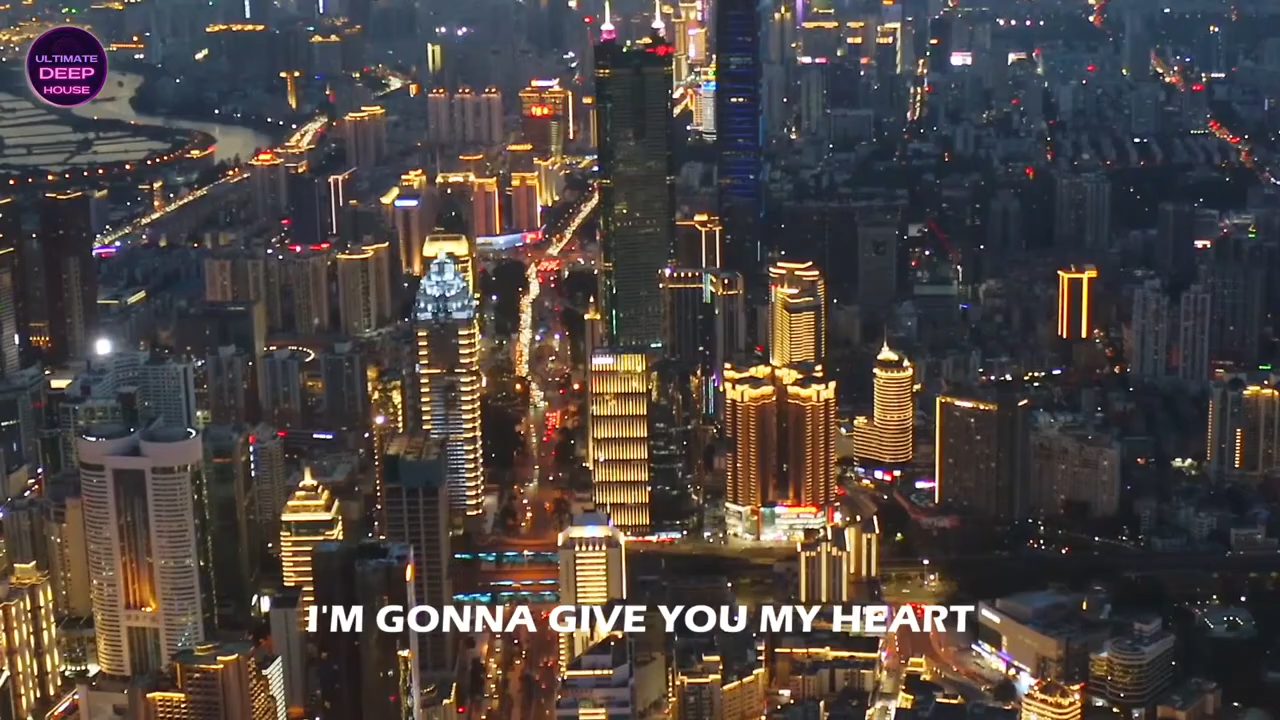 ULTIMATE
DEEP
HOUSE
I'M GONNA GIVE YOU MY HEART